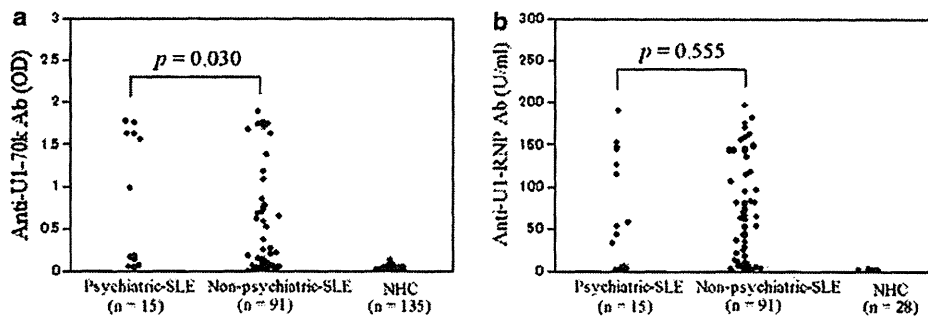 a
Anti-U1-70k Ab (OD)
3
2.5
2
1.5
1
0.5
0
p = 0.030
Psychiatric-SLE
(n = 15)
Non-psychiatric-SLE
(n = 91)
NHC
(n = 135)
b
Anti-U1-RNP Ab (U/ml)
300
250
200
150
100
50
0
p = 0.555
Psychiatric-SLE
(n = 15)
Non-psychiatric-SLE
(n = 91)
NHC
(n = 28)